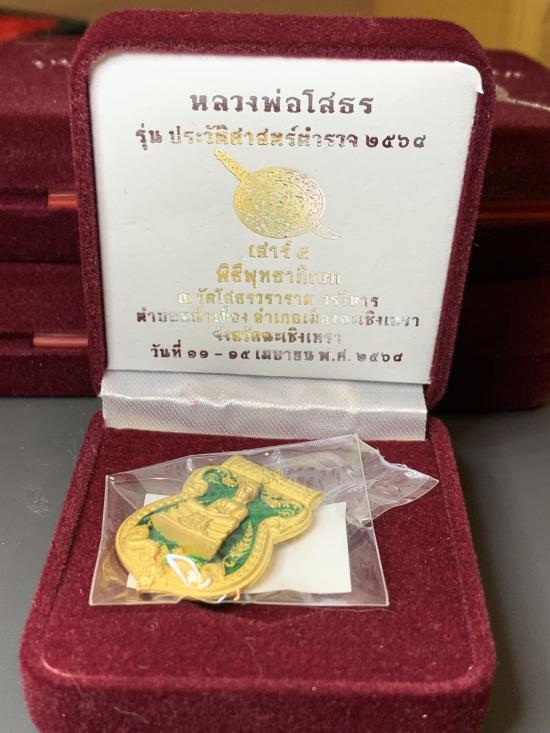 หลวงพ่อโสธร
รุ่น ประวัติศาสตร์ตำรวจ ๒๕๖๘
เสาร์ ๕
พิธีพุทธาภิเษก
ณ วัดโสธรวราราม วรวิหาร
ตำบลหน้าเมือง อำเภอเมืองฉะเชิงเทรา
จังหวัดฉะเชิงเทรา
วันที่ ๑๑ - ๑๕ เมษายน พ.ศ. ๒๕๖๘